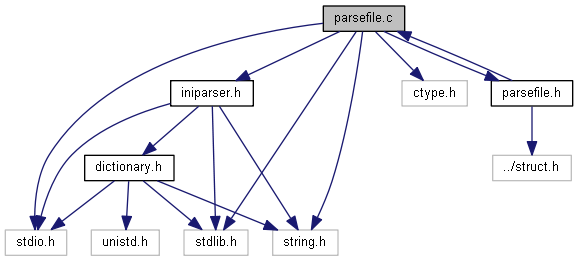 parsefile.c
iniparser.h
ctype.h
parsefile.h
dictionary.h
../struct.h
stdio.h
unistd.h
stdlib.h
string.h